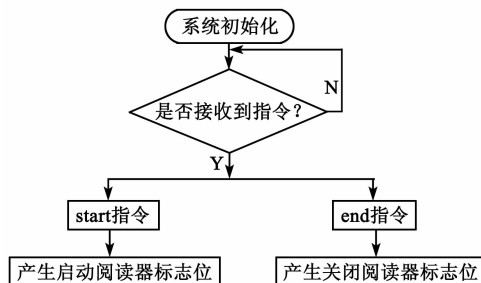 系统初始化
N
是否接收到指令?
Y
start指令
end指令
产生启动阅读器标志位
产生关闭阅读器标志位